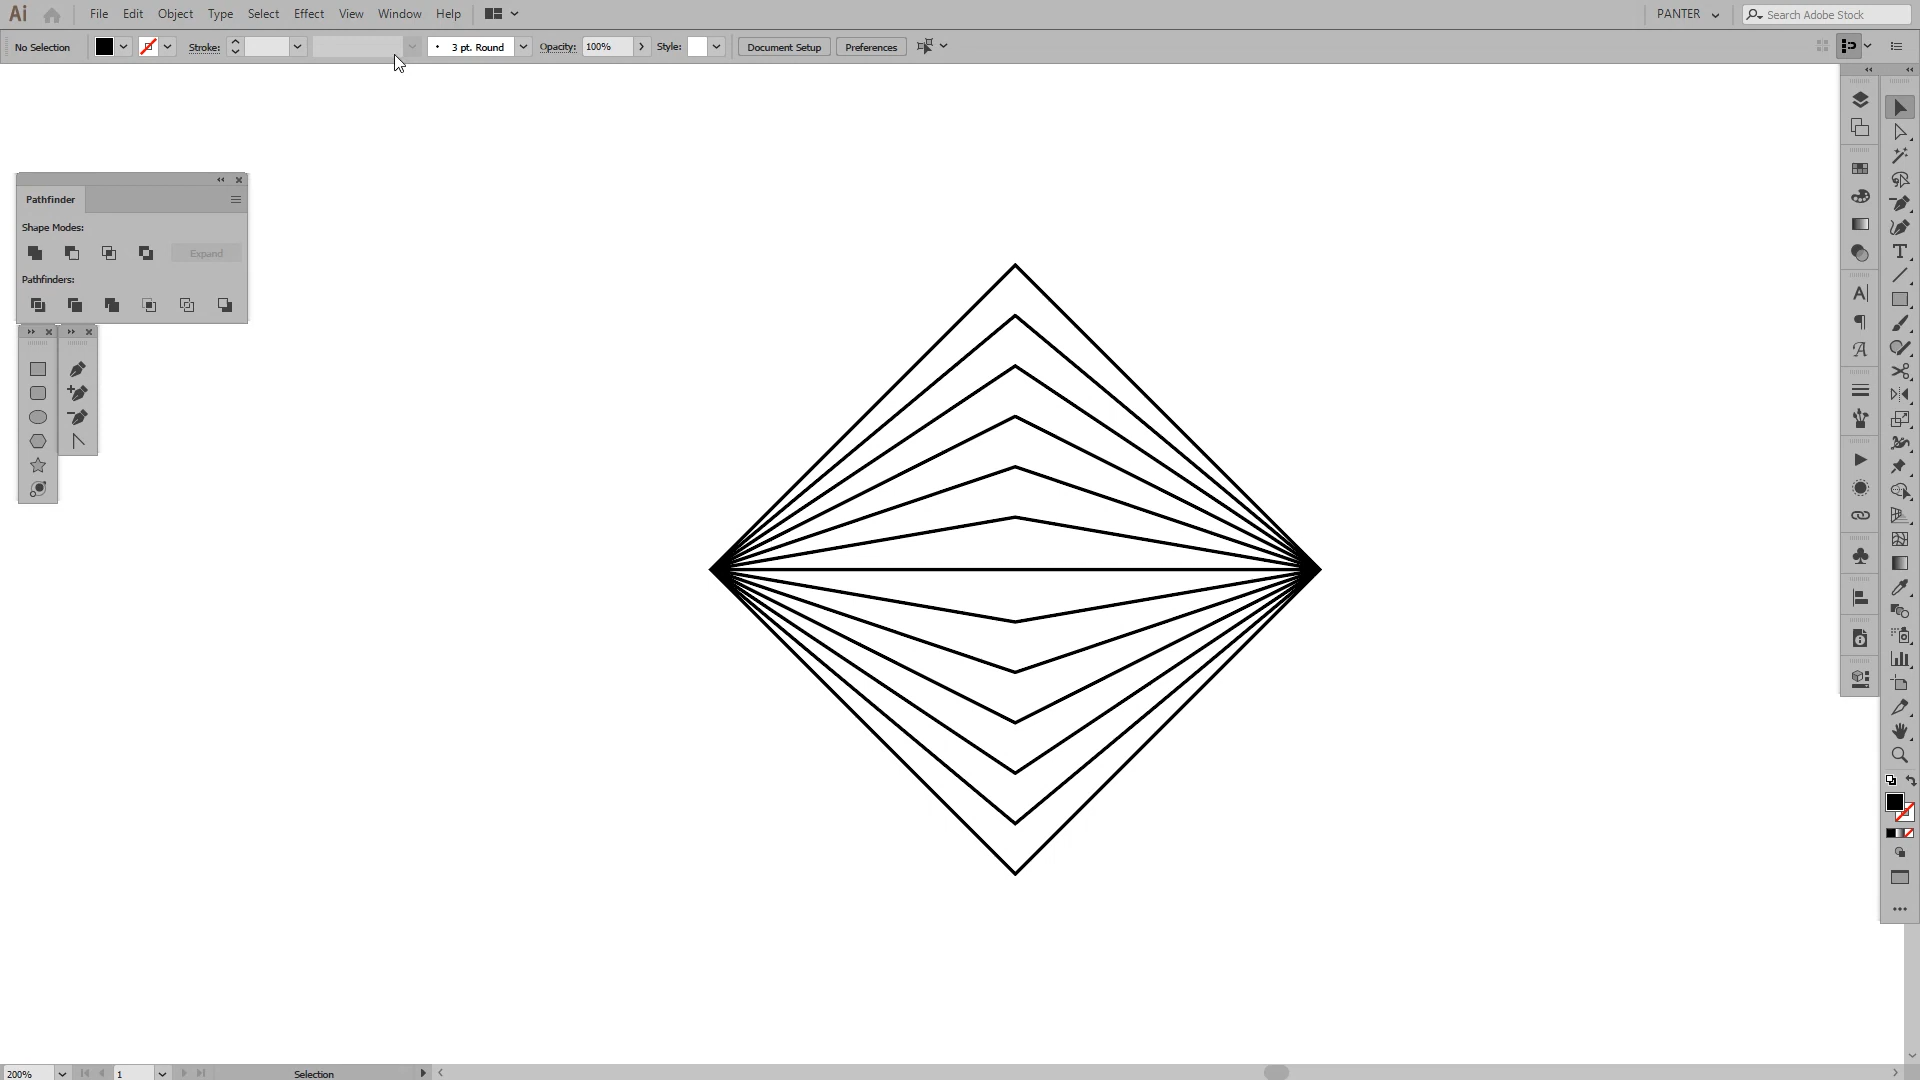 Ai File Edit Object Type Select Effect View Window Help PANTER Search Adobe Stock
No Selection Stroke: 3 pt. Round Opacity: 100% Style: Document Setup Preferences
Pathfinder
Shape Modes:
Expand
Pathfinders:
200% 1 Selection